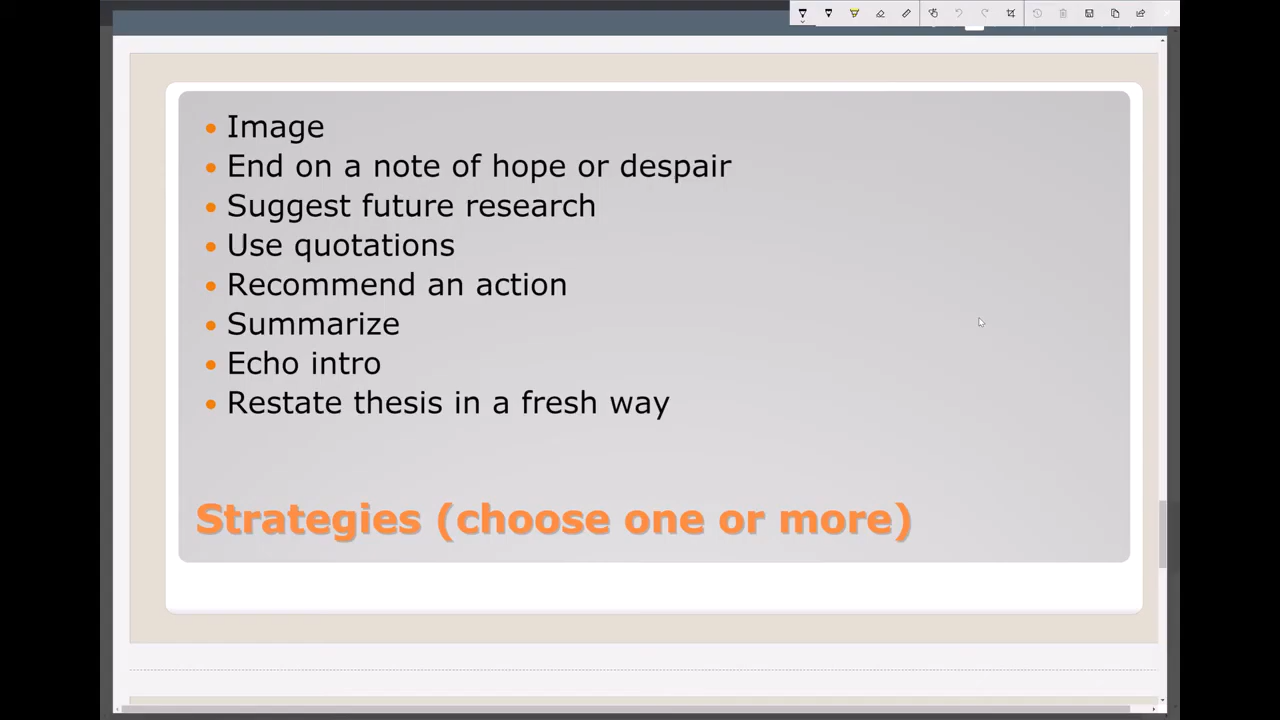 Image
End on a note of hope or despair
Suggest future research
Use quotations
Recommend an action
Summarize
Echo intro
Restate thesis in a fresh way
Strategies (choose one or more)